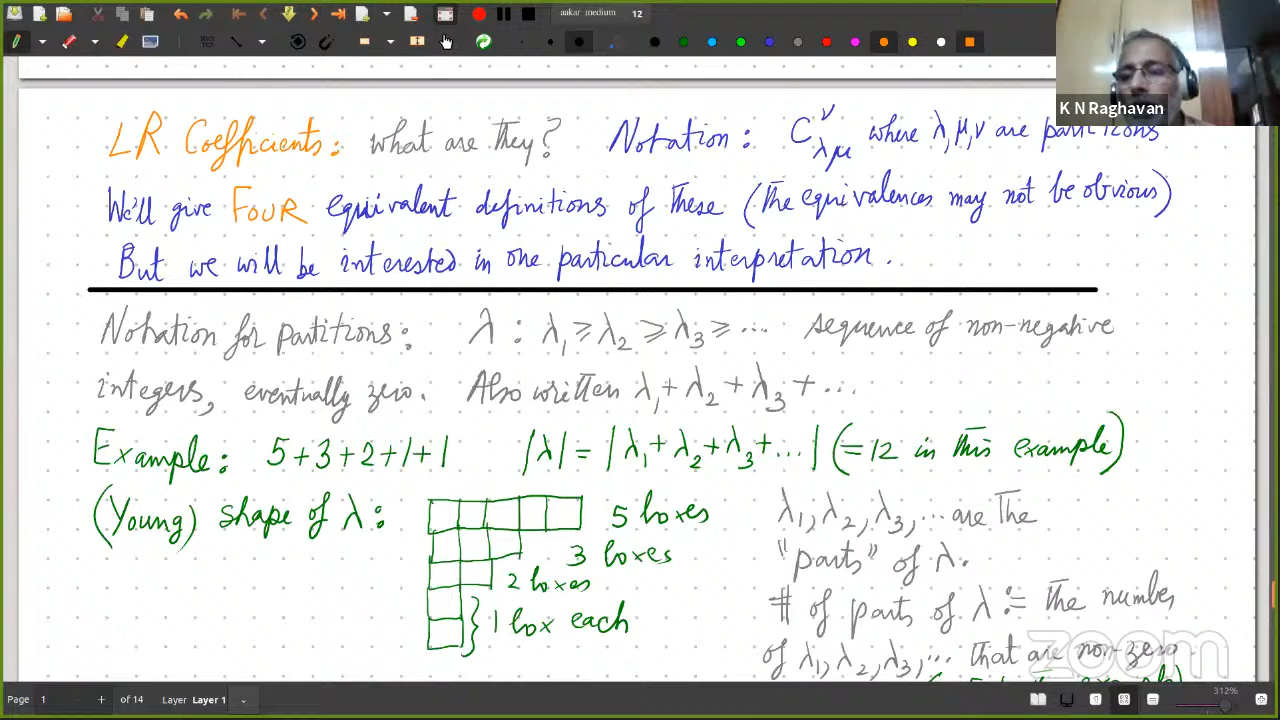 aakar medium 12
K N Raghavan
LR Coefficients: what are they? Notation: C^ν_λμ where λ, μ, ν are partitions
We'll give FOUR equivalent definitions of these (the equivalences may not be obvious)
But we will be interested in one particular interpretation.
Notation for partitions: λ : λ₁ ≥ λ₂ ≥ λ₃ ≥ ... sequence of non-negative
integers, eventually zero. Also written λ₁ + λ₂ + λ₃ + ...
Example: 5+3+2+1+1 |λ| = |λ₁ + λ₂ + λ₃ + ...| (=12 in this example)
(Young) shape of λ: 5 boxes
3 boxes
2 boxes
} 1 box each
λ₁, λ₂, λ₃, ... are the
"parts" of λ.
# of parts of λ := the number
of λ₁, λ₂, λ₃, ... that are non-zero.
zoom
Page 1 of 14 Layer Layer 1 312%